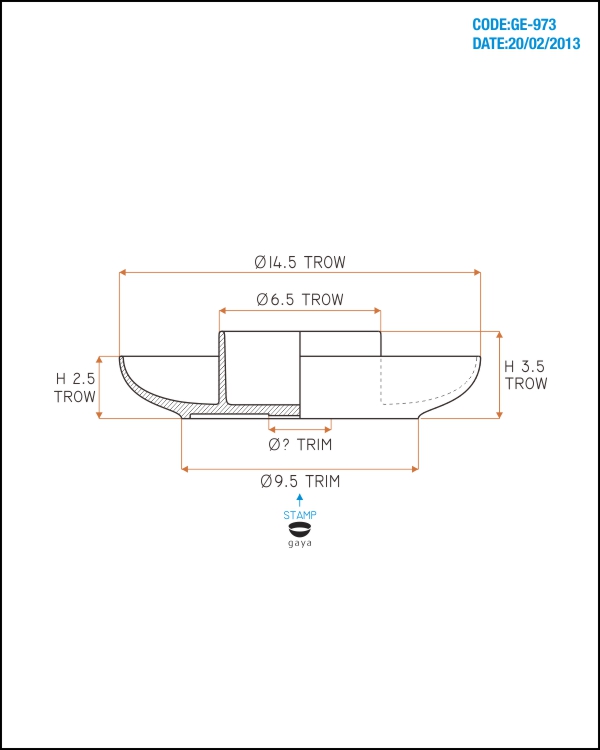 CODE:GE-973
DATE:20/02/2013
Ø14.5 TROW
Ø6.5 TROW
H 2.5
TROW
H 3.5
TROW
Ø? TRIM
Ø9.5 TRIM
STAMP
gaya